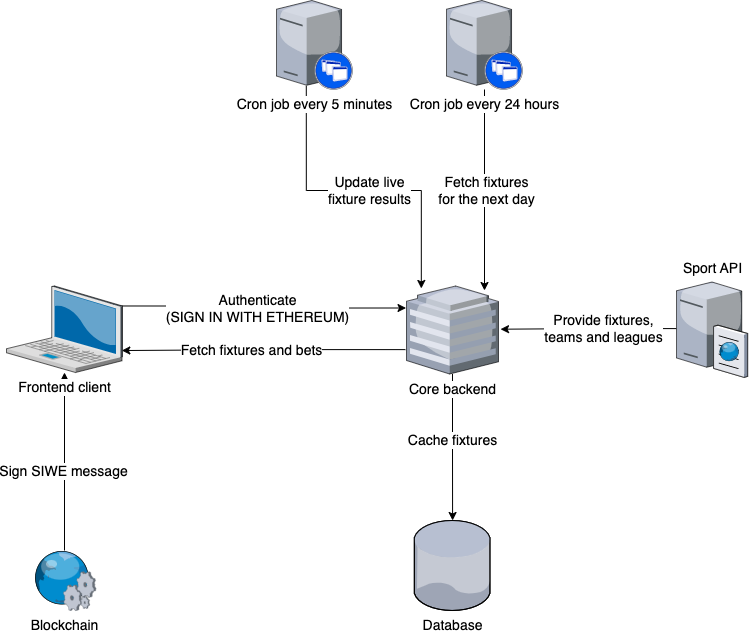 Cron job every 5 minutes
Cron job every 24 hours
Update live
fixture results
Fetch fixtures
for the next day
Sport API
Authenticate
(SIGN IN WITH ETHEREUM)
Provide fixtures,
teams and leagues
Fetch fixtures and bets
Frontend client
Core backend
Cache fixtures
Sign SIWE message
Blockchain
Database